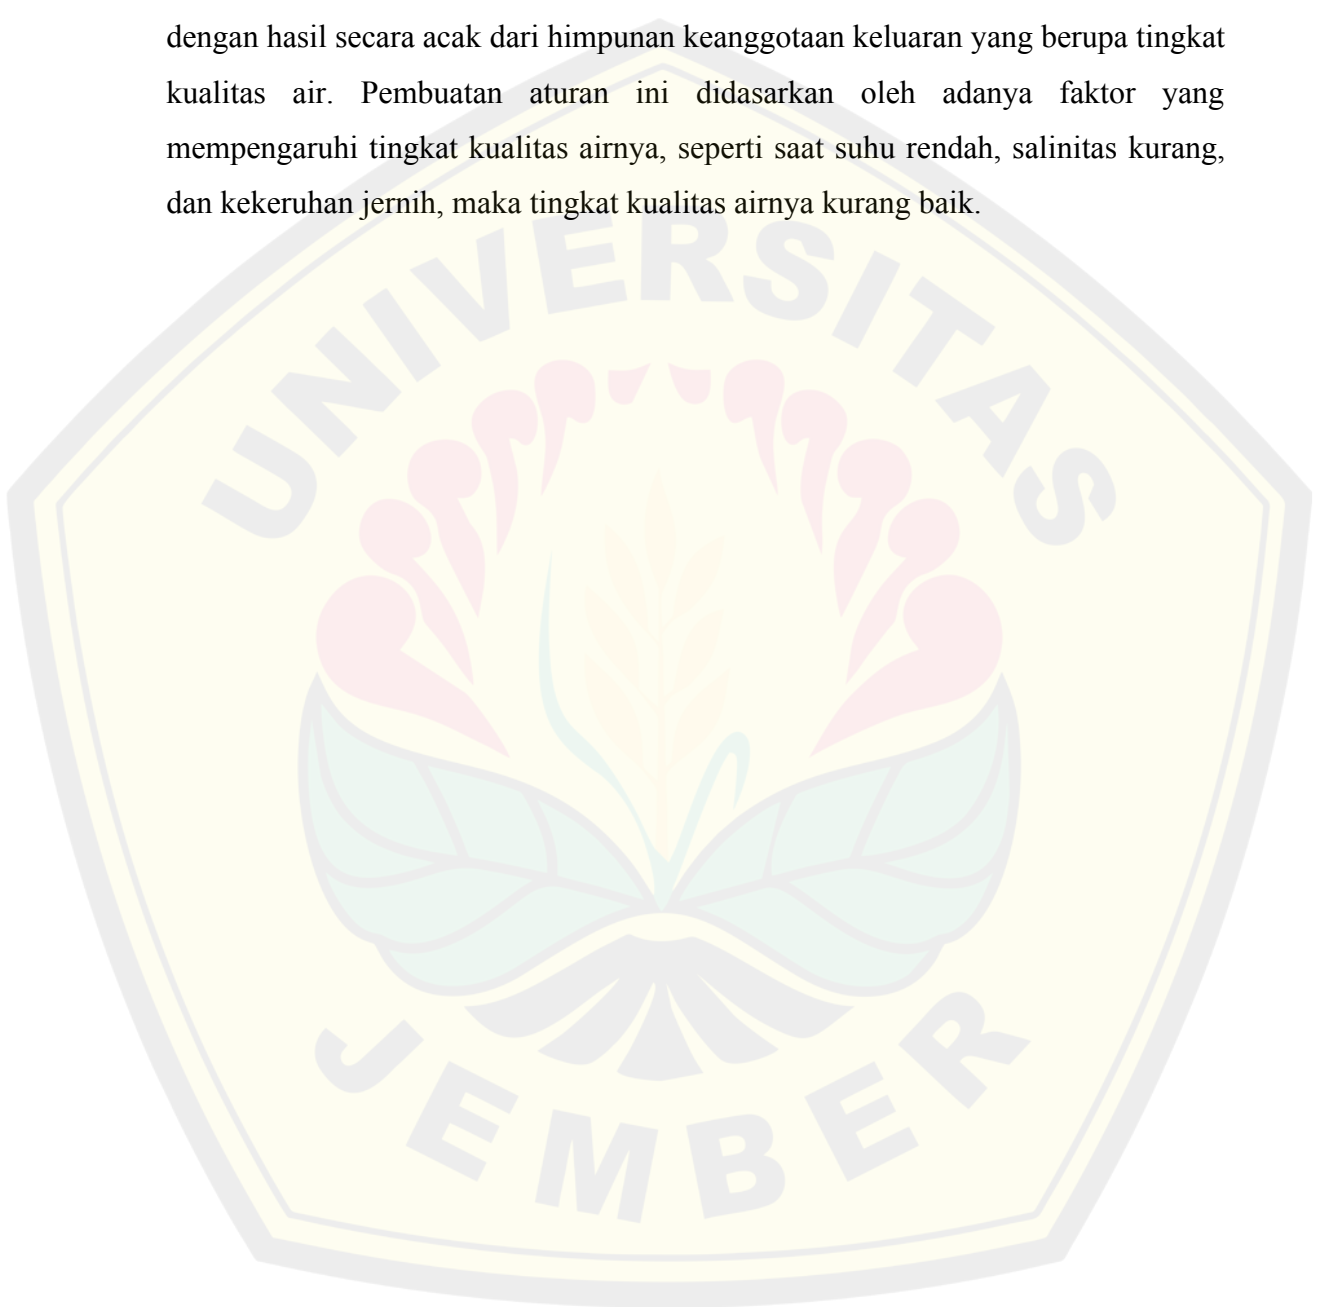 dengan hasil secara acak dari himpunan keanggotaan keluaran yang berupa tingkat
kualitas air. Pembuatan aturan ini didasarkan oleh adanya faktor yang
mempengaruhi tingkat kualitas airnya, seperti saat suhu rendah, salinitas kurang,
dan kekeruhan jernih, maka tingkat kualitas airnya kurang baik.
UNIVERSITAS
JEMBER